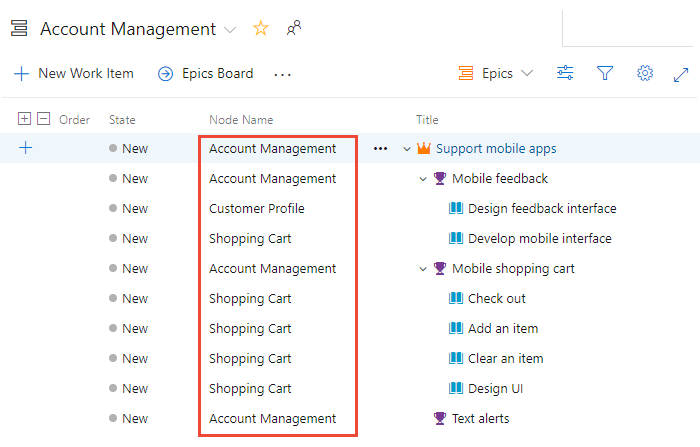 Account Management
New Work Item Epics Board ... Epics
Order State Node Name Title
New Account Management ... Support mobile apps
New Account Management Mobile feedback
New Customer Profile Design feedback interface
New Shopping Cart Develop mobile interface
New Account Management Mobile shopping cart
New Shopping Cart Check out
New Shopping Cart Add an item
New Shopping Cart Clear an item
New Shopping Cart Design UI
New Account Management Text alerts